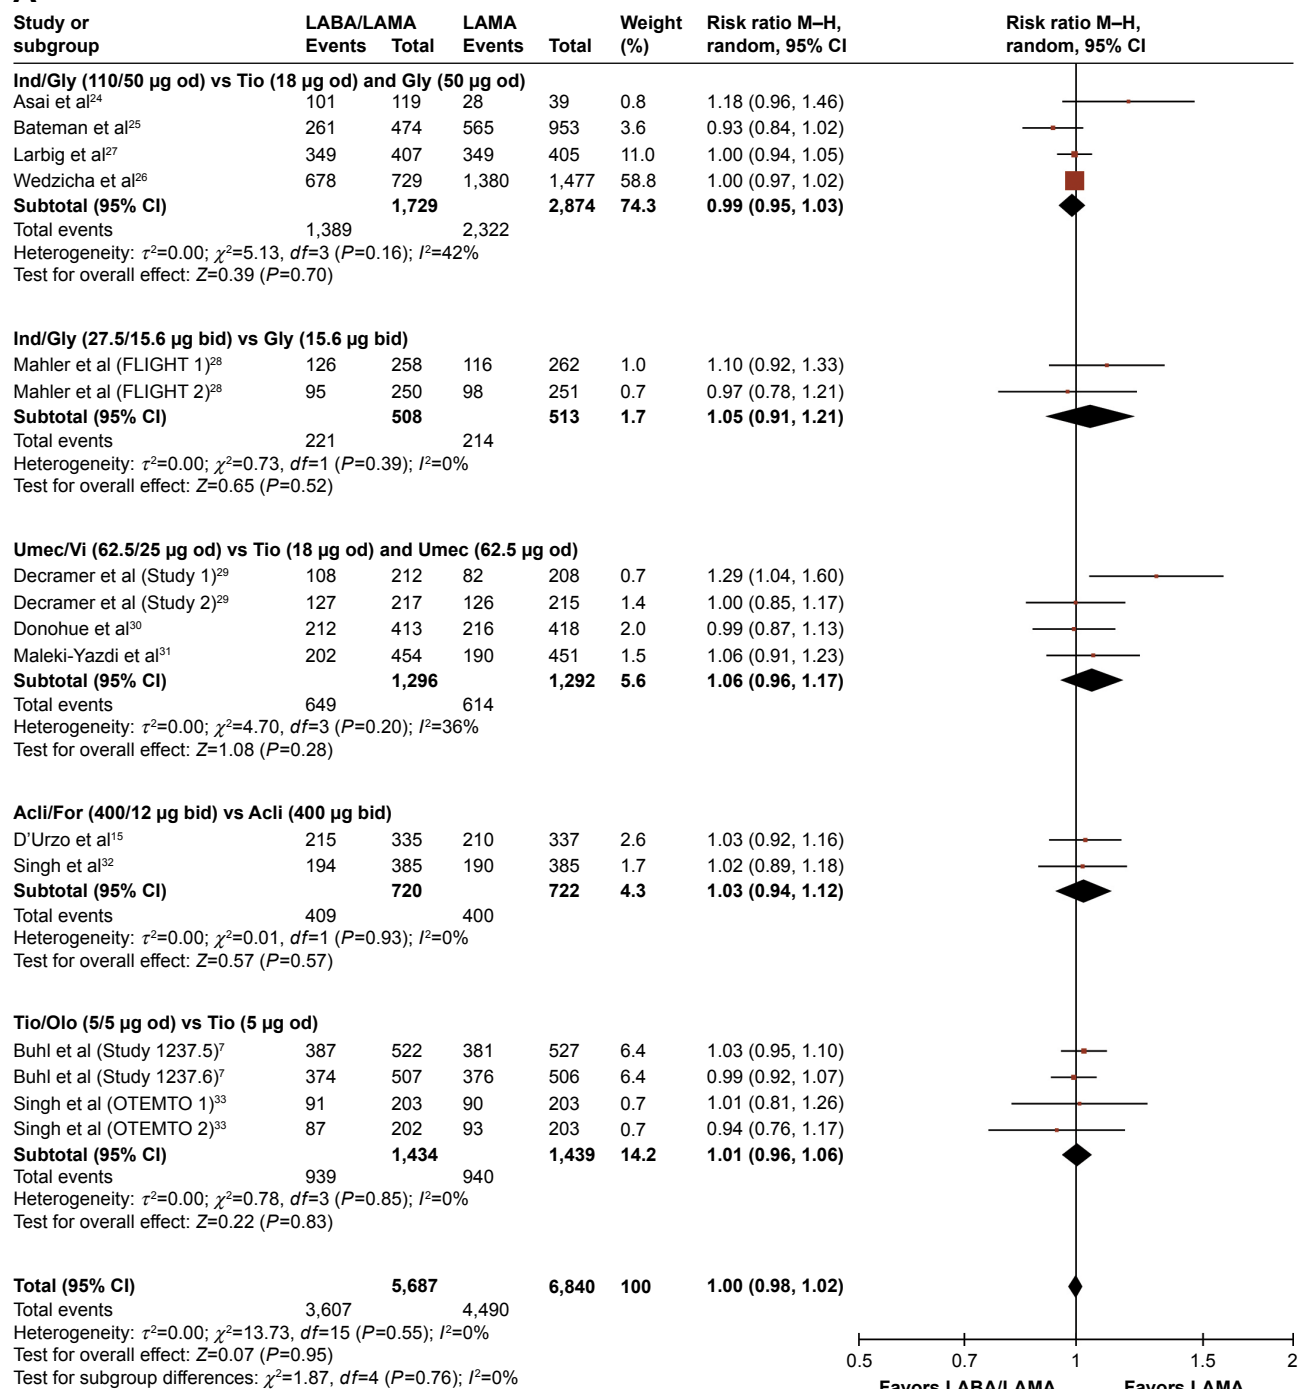 Study or subgroup LABA/LAMA Events Total LAMA Events Total Weight (%) Risk ratio M–H, random, 95% CI Risk ratio M–H, random, 95% CI
Ind/Gly (110/50 µg od) vs Tio (18 µg od) and Gly (50 µg od)
Asai et al²⁴ 101 119 28 39 0.8 1.18 (0.96, 1.46)
Bateman et al²⁵ 261 474 565 953 3.6 0.93 (0.84, 1.02)
Larbig et al²⁷ 349 407 349 405 11.0 1.00 (0.94, 1.05)
Wedzicha et al²⁶ 678 729 1,380 1,477 58.8 1.00 (0.97, 1.02)
Subtotal (95% CI) 1,729 2,874 74.3 0.99 (0.95, 1.03)
Total events 1,389 2,322
Heterogeneity: τ²=0.00; χ²=5.13, df=3 (P=0.16); I²=42%
Test for overall effect: Z=0.39 (P=0.70)
Ind/Gly (27.5/15.6 µg bid) vs Gly (15.6 µg bid)
Mahler et al (FLIGHT 1)²⁸ 126 258 116 262 1.0 1.10 (0.92, 1.33)
Mahler et al (FLIGHT 2)²⁸ 95 250 98 251 0.7 0.97 (0.78, 1.21)
Subtotal (95% CI) 508 513 1.7 1.05 (0.91, 1.21)
Total events 221 214
Heterogeneity: τ²=0.00; χ²=0.73, df=1 (P=0.39); I²=0%
Test for overall effect: Z=0.65 (P=0.52)
Umec/Vi (62.5/25 µg od) vs Tio (18 µg od) and Umec (62.5 µg od)
Decramer et al (Study 1)²⁹ 108 212 82 208 0.7 1.29 (1.04, 1.60)
Decramer et al (Study 2)²⁹ 127 217 126 215 1.4 1.00 (0.85, 1.17)
Donohue et al³⁰ 212 413 216 418 2.0 0.99 (0.87, 1.13)
Maleki-Yazdi et al³¹ 202 454 190 451 1.5 1.06 (0.91, 1.23)
Subtotal (95% CI) 1,296 1,292 5.6 1.06 (0.96, 1.17)
Total events 649 614
Heterogeneity: τ²=0.00; χ²=4.70, df=3 (P=0.20); I²=36%
Test for overall effect: Z=1.08 (P=0.28)
Acli/For (400/12 µg bid) vs Acli (400 µg bid)
D'Urzo et al¹⁵ 215 335 210 337 2.6 1.03 (0.92, 1.16)
Singh et al³² 194 385 190 385 1.7 1.02 (0.89, 1.18)
Subtotal (95% CI) 720 722 4.3 1.03 (0.94, 1.12)
Total events 409 400
Heterogeneity: τ²=0.00; χ²=0.01, df=1 (P=0.93); I²=0%
Test for overall effect: Z=0.57 (P=0.57)
Tio/Olo (5/5 µg od) vs Tio (5 µg od)
Buhl et al (Study 1237.5)⁷ 387 522 381 527 6.4 1.03 (0.95, 1.10)
Buhl et al (Study 1237.6)⁷ 374 507 376 506 6.4 0.99 (0.92, 1.07)
Singh et al (OTEMTO 1)³³ 91 203 90 203 0.7 1.01 (0.81, 1.26)
Singh et al (OTEMTO 2)³³ 87 202 93 203 0.7 0.94 (0.76, 1.17)
Subtotal (95% CI) 1,434 1,439 14.2 1.01 (0.96, 1.06)
Total events 939 940
Heterogeneity: τ²=0.00; χ²=0.78, df=3 (P=0.85); I²=0%
Test for overall effect: Z=0.22 (P=0.83)
Total (95% CI) 5,687 6,840 100 1.00 (0.98, 1.02)
Total events 3,607 4,490
Heterogeneity: τ²=0.00; χ²=13.73, df=15 (P=0.55); I²=0%
Test for overall effect: Z=0.07 (P=0.95)
Test for subgroup differences: χ²=1.87, df=4 (P=0.76); I²=0%
0.5 0.7 1 1.5 2
Favors LABA/LAMA Favors LAMA